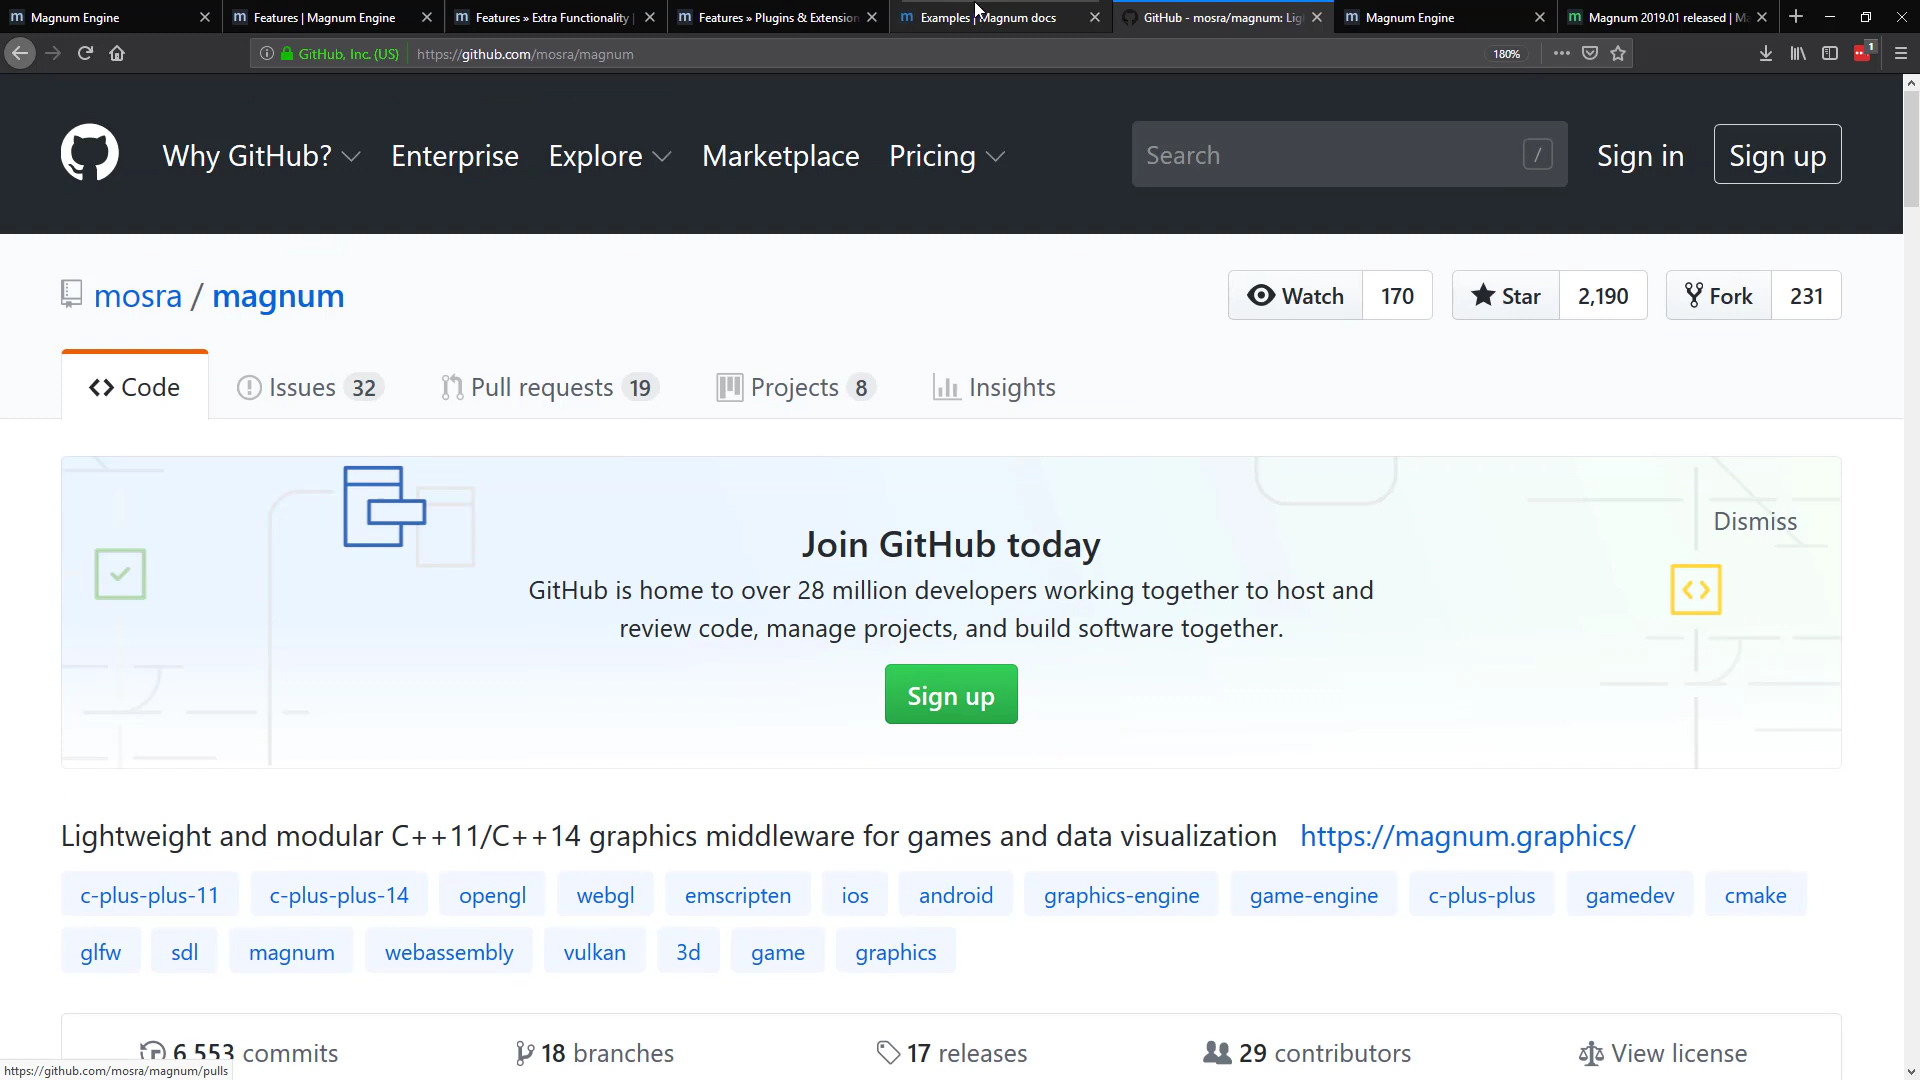 Magnum Engine
Features | Magnum Engine
Features » Extra Functionality |
Features » Plugins & Extension
Examples | Magnum docs
GitHub - mosra/magnum: Lig
Magnum Engine
Magnum 2019.01 released | Ma
GitHub, Inc. (US)
https://github.com/mosra/magnum
180%
1
Why GitHub?
Enterprise
Explore
Marketplace
Pricing
Search
/
Sign in
Sign up
mosra / magnum
Watch 170
Star 2,190
Fork 231
Code
Issues 32
Pull requests 19
Projects 8
Insights
Join GitHub today
Dismiss
GitHub is home to over 28 million developers working together to host and
review code, manage projects, and build software together.
Sign up
Lightweight and modular C++11/C++14 graphics middleware for games and data visualization https://magnum.graphics/
c-plus-plus-11 c-plus-plus-14 opengl webgl emscripten ios android graphics-engine game-engine c-plus-plus gamedev cmake
glfw sdl magnum webassembly vulkan 3d game graphics
6,553 commits
18 branches
17 releases
29 contributors
View license
https://github.com/mosra/magnum/pulls